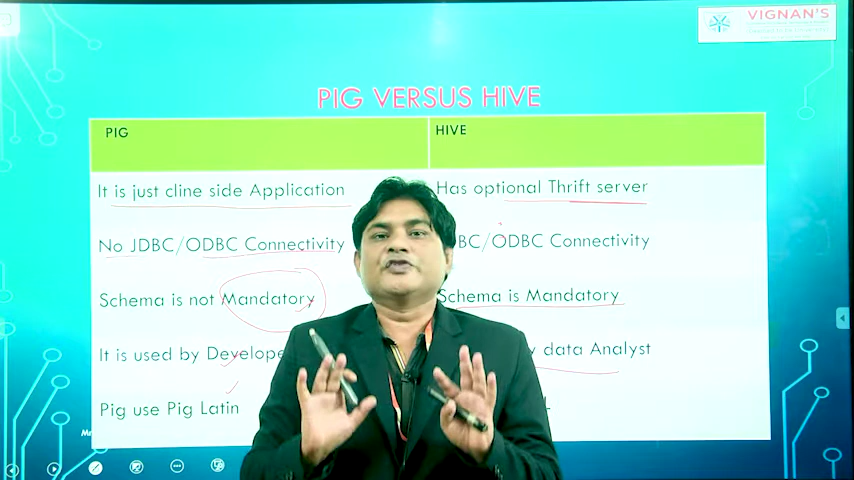 VIGNAN'S
PIG VERSUS HIVE
PIG
HIVE
It is just cline side Application
Has optional Thrift server
No JDBC/ODBC Connectivity
BC/ODBC Connectivity
Schema is not Mandatory
Schema is Mandatory
It is used by Develope
data Analyst
Pig use Pig Latin